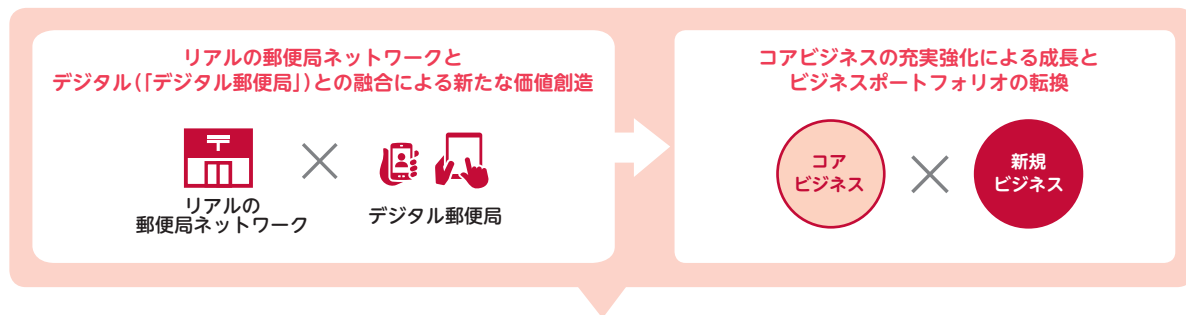 リアルの郵便局ネットワークと
デジタル(「デジタル郵便局」)との融合による新たな価値創造
リアルの
郵便局ネットワーク
デジタル郵便局
コアビジネスの充実強化による成長と
ビジネスポートフォリオの転換
コア
ビジネス
新規
ビジネス